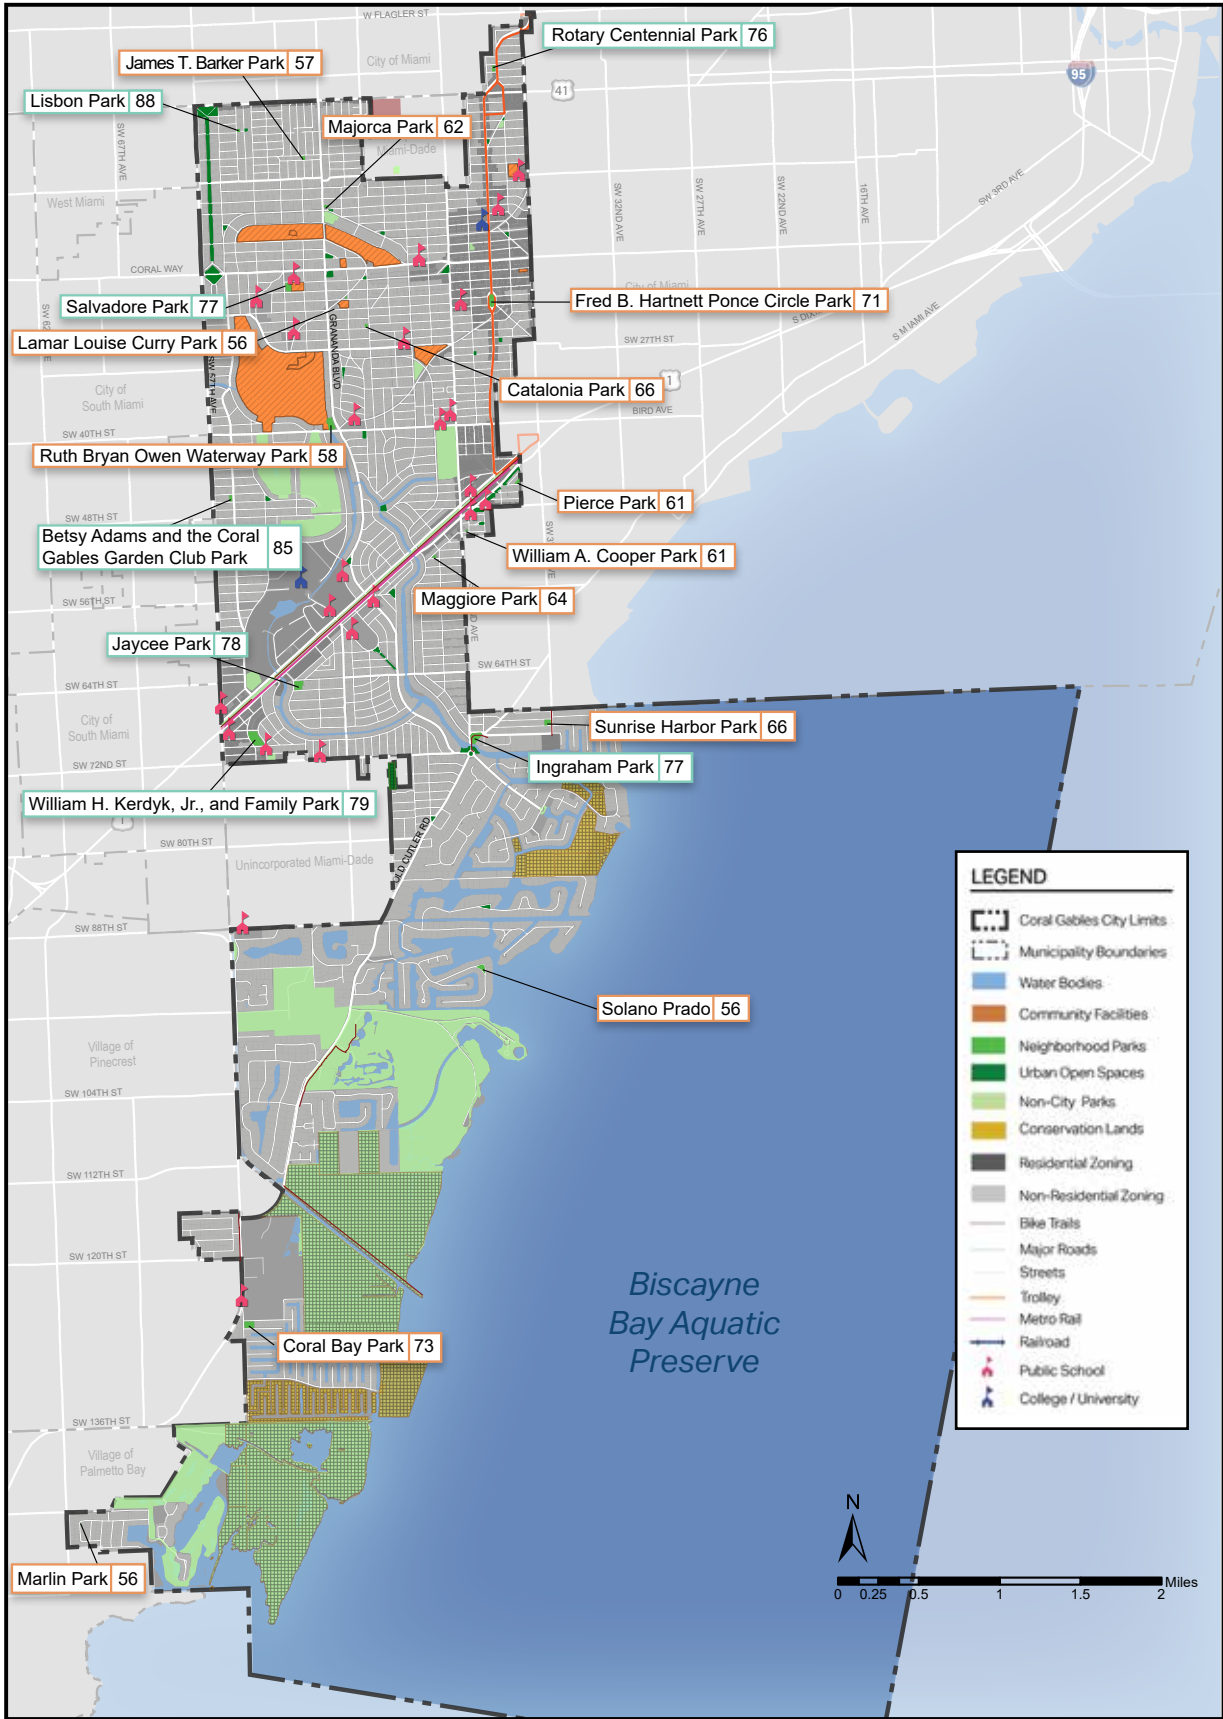 W FLAGLER ST
Rotary Centennial Park 76
James T. Barker Park 57
City of Miami
95
41
Lisbon Park 88
Majorca Park 62
Miami-Dade
SW 67TH AVE
West Miami
SW 32ND AVE
SW 27TH AVE
SW 22ND AVE
16TH AVE
SW 3RD AVE
CORAL WAY
City of Miami
Salvadore Park 77
Fred B. Hartnett Ponce Circle Park 71
S DIXIE
S MIAMI AVE
GRANANDA BLVD
Lamar Louise Curry Park 56
SW 27TH ST
SW 57TH AVE
City of
South Miami
Catalonia Park 66
1
BIRD AVE
SW 40TH ST
Ruth Bryan Owen Waterway Park 58
Pierce Park 61
SW 48TH ST
Betsy Adams and the Coral
Gables Garden Club Park 85
William A. Cooper Park 61
SW 56TH ST
Maggiore Park 64
Jaycee Park 78
SW 64TH ST
SW 64TH ST
City of
South Miami
Sunrise Harbor Park 66
SW 72ND ST
Ingraham Park 77
William H. Kerdyk, Jr., and Family Park 79
SW 80TH ST
OLD CUTLER RD
Unincorporated Miami-Dade
SW 88TH ST
Solano Prado 56
Village of
Pinecrest
SW 104TH ST
SW 112TH ST
SW 120TH ST
Biscayne
Bay Aquatic
Preserve
Coral Bay Park 73
SW 136TH ST
Village of
Palmetto Bay
Marlin Park 56
LEGEND
Coral Gables City Limits
Municipality Boundaries
Water Bodies
Community Facilities
Neighborhood Parks
Urban Open Spaces
Non-City Parks
Conservation Lands
Residential Zoning
Non-Residential Zoning
Bike Trails
Major Roads
Streets
Trolley
Metro Rail
Railroad
Public School
College / University
N
0 0.25 0.5 1 1.5 2 Miles